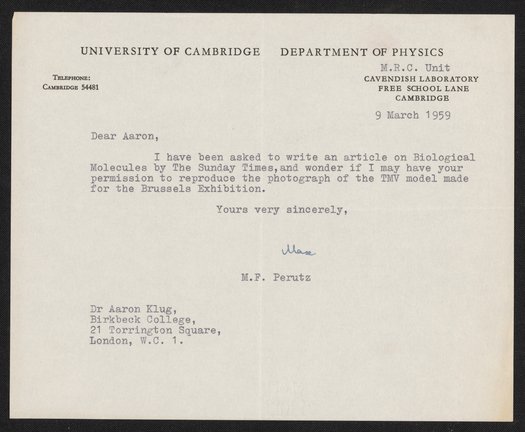 UNIVERSITY OF CAMBRIDGE DEPARTMENT OF PHYSICS
TELEPHONE:
CAMBRIDGE 54481
M.R.C. Unit
CAVENDISH LABORATORY
FREE SCHOOL LANE
CAMBRIDGE
9 March 1959
Dear Aaron,
I have been asked to write an article on Biological
Molecules by The Sunday Times,and wonder if I may have your
permission to reproduce the photograph of the TMV model made
for the Brussels Exhibition.
Yours very sincerely,
Max
M.F. Perutz
Dr Aaron Klug,
Birkbeck College,
21 Torrington Square,
London, W.C. 1.